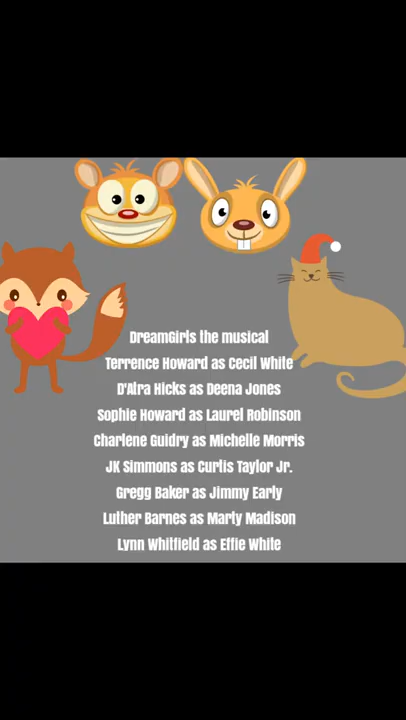 DreamGirls the musical
Terrence Howard as Cecil White
D'Atra Hicks as Deena Jones
Sophie Howard as Laurel Robinson
Charlene Guidry as Michelle Morris
JK Simmons as Curtis Taylor Jr.
Gregg Baker as Jimmy Early
Luther Barnes as Marty Madison
Lynn Whitfield as Effie White